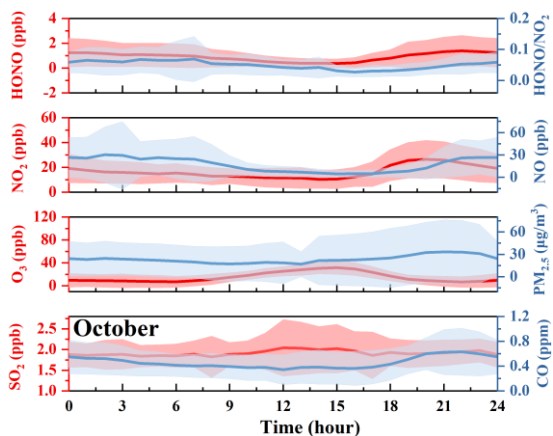 HONO (ppb)
4
2
0
-2
0.2
0.1
0.0
HONO/NO2
NO2 (ppb)
60
40
20
0
60
30
0
NO (ppb)
O3 (ppb)
120
80
40
0
60
30
0
PM2.5 (μg/m³)
October
SO2 (ppb)
2.5
2.0
1.5
1.0
1.2
0.8
0.4
0.0
CO (ppm)
0 3 6 9 12 15 18 21 24
Time (hour)